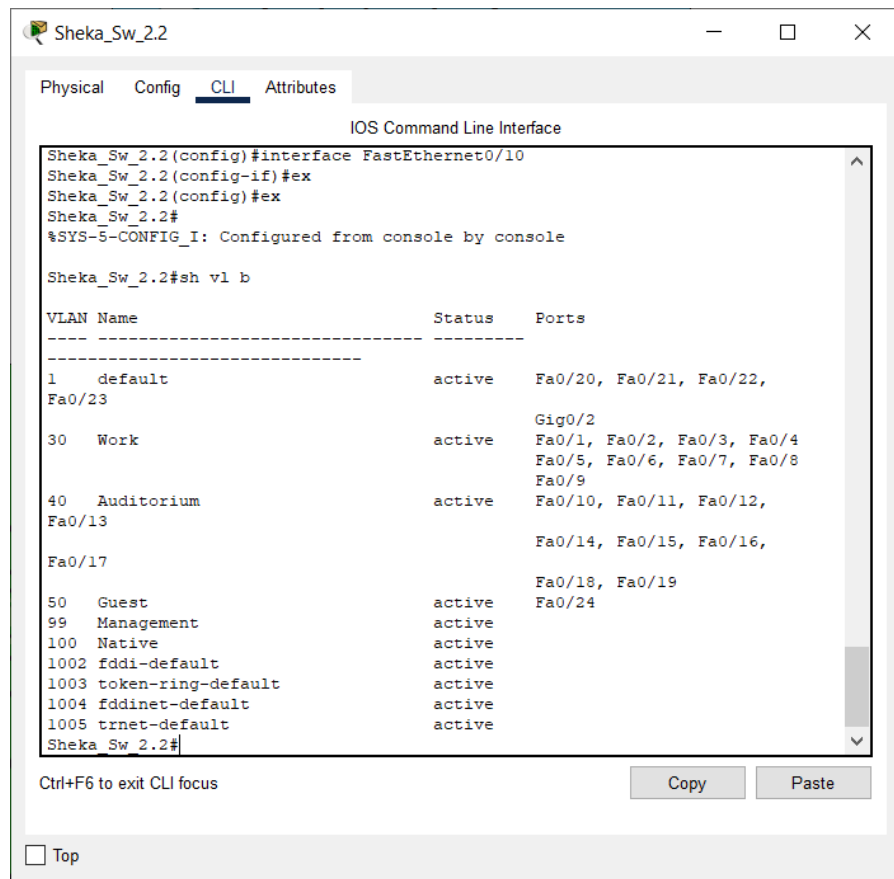 Sheka_Sw_2.2
Physical Config CLI Attributes
IOS Command Line Interface
Sheka_Sw_2.2(config)#interface FastEthernet0/10
Sheka_Sw_2.2(config-if)#ex
Sheka_Sw_2.2(config)#ex
Sheka_Sw_2.2#
%SYS-5-CONFIG_I: Configured from console by console
Sheka_Sw_2.2#sh vl b
VLAN Name                             Status    Ports
---- -------------------------------- ---------
-------------------------------
1    default                          active    Fa0/20, Fa0/21, Fa0/22,
Fa0/23
                                                Gig0/2
30   Work                             active    Fa0/1, Fa0/2, Fa0/3, Fa0/4
                                                Fa0/5, Fa0/6, Fa0/7, Fa0/8
                                                Fa0/9
40   Auditorium                       active    Fa0/10, Fa0/11, Fa0/12,
Fa0/13
                                                Fa0/14, Fa0/15, Fa0/16,
Fa0/17
                                                Fa0/18, Fa0/19
50   Guest                            active    Fa0/24
99   Management                       active
100  Native                           active
1002 fddi-default                     active
1003 token-ring-default               active
1004 fddinet-default                  active
1005 trnet-default                    active
Sheka_Sw_2.2#
Ctrl+F6 to exit CLI focus
Copy Paste
Top